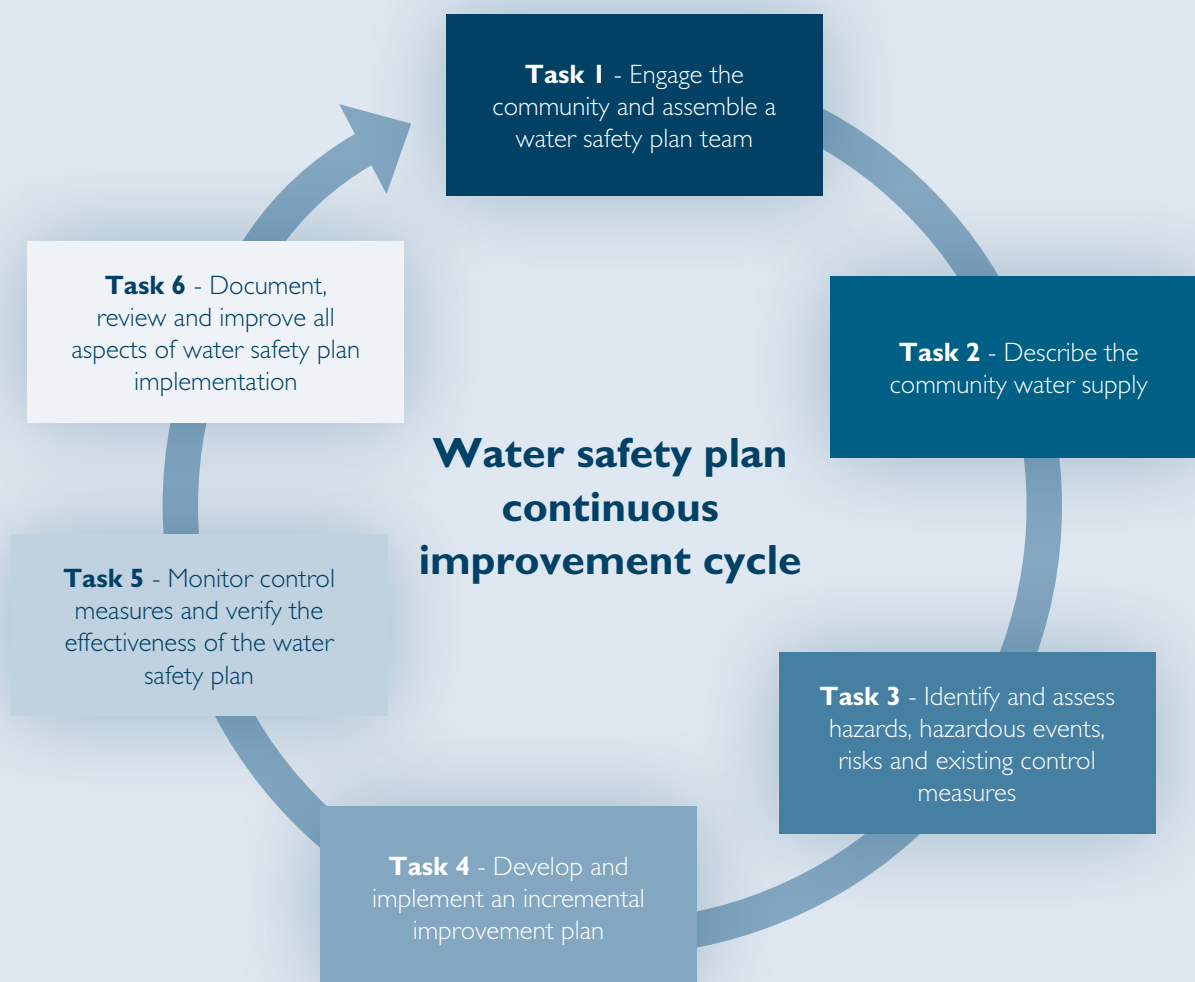 Task 1 - Engage the
community and assemble a
water safety plan team
Task 2 - Describe the
community water supply
Task 3 - Identify and assess
hazards, hazardous events,
risks and existing control
measures
Task 4 - Develop and
implement an incremental
improvement plan
Task 5 - Monitor control
measures and verify the
effectiveness of the water
safety plan
Task 6 - Document,
review and improve all
aspects of water safety plan
implementation
Water safety plan
continuous
improvement cycle